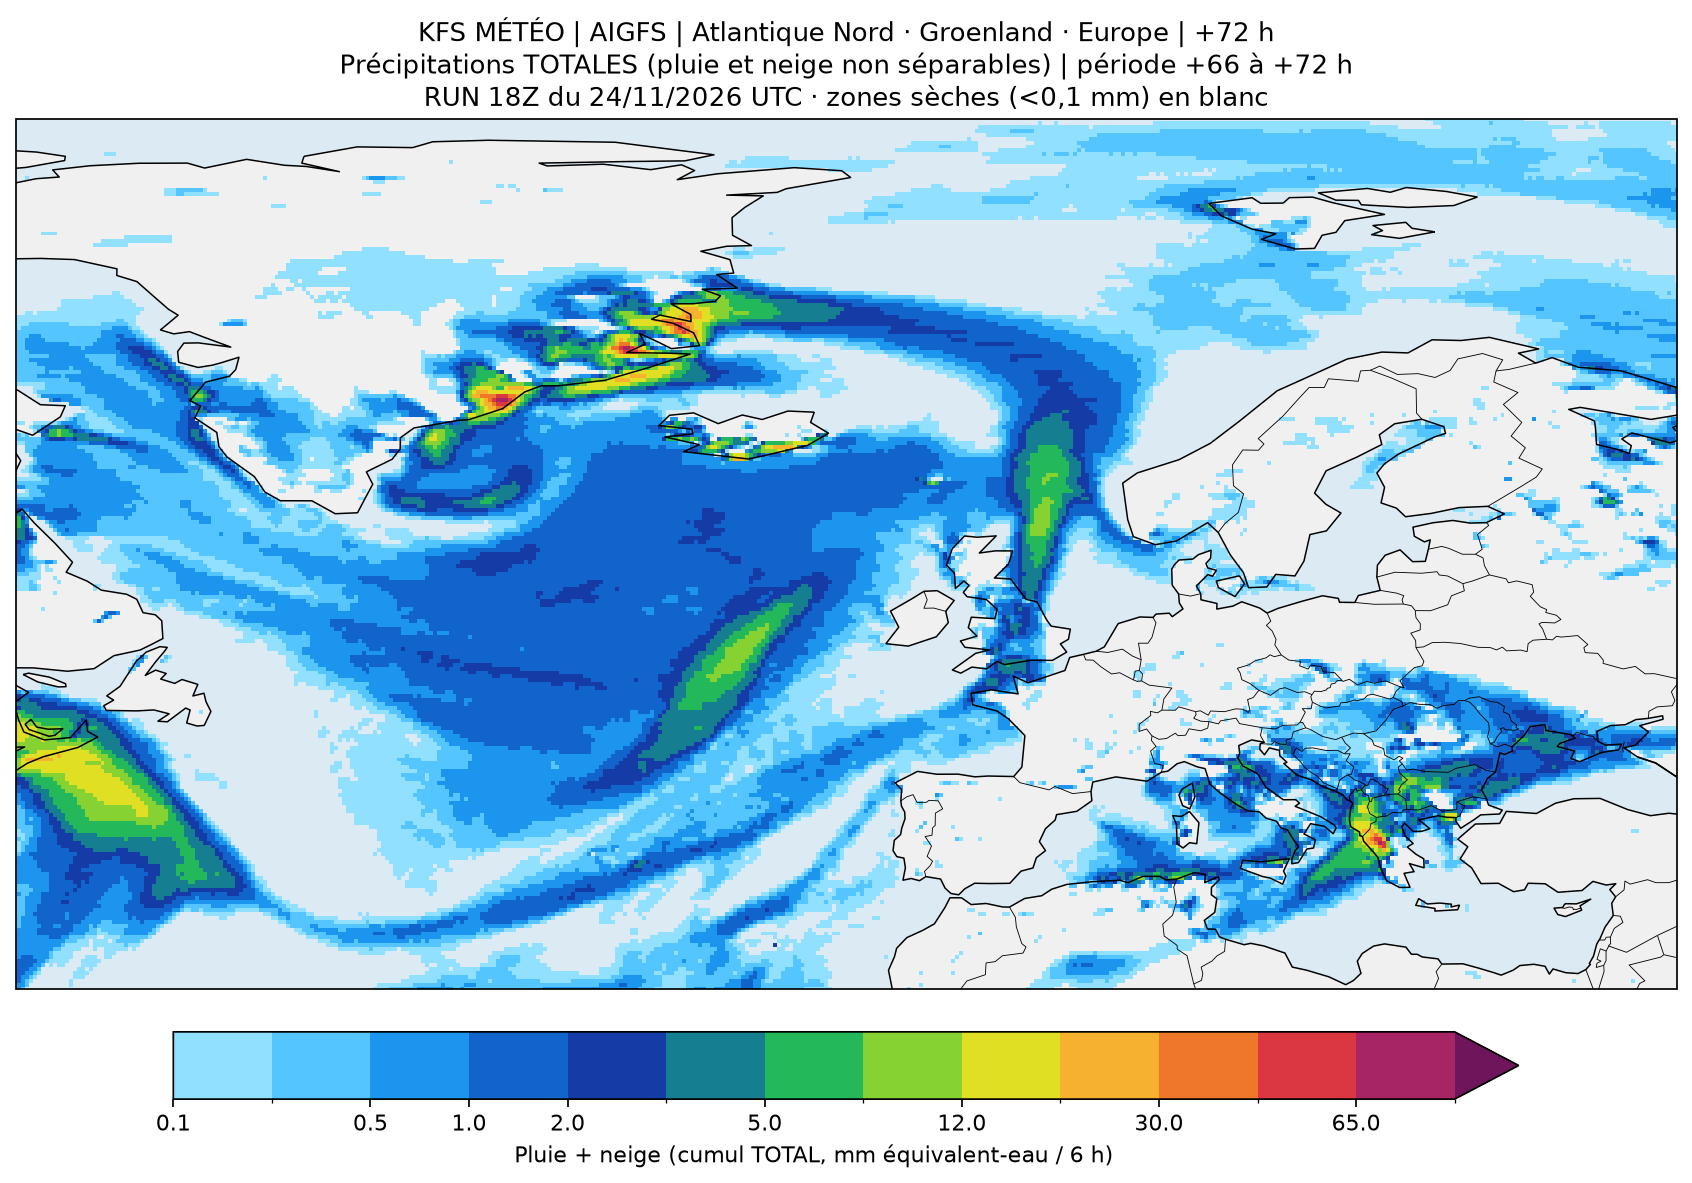 KFS MÉTÉO | AIGFS | Atlantique Nord · Groenland · Europe | +72 h
Précipitations TOTALES (pluie et neige non séparables) | période +66 à +72 h
RUN 18Z du 24/11/2026 UTC · zones sèches (<0,1 mm) en blanc
0.1 0.5 1.0 2.0 5.0 12.0 30.0 65.0
Pluie + neige (cumul TOTAL, mm équivalent-eau / 6 h)